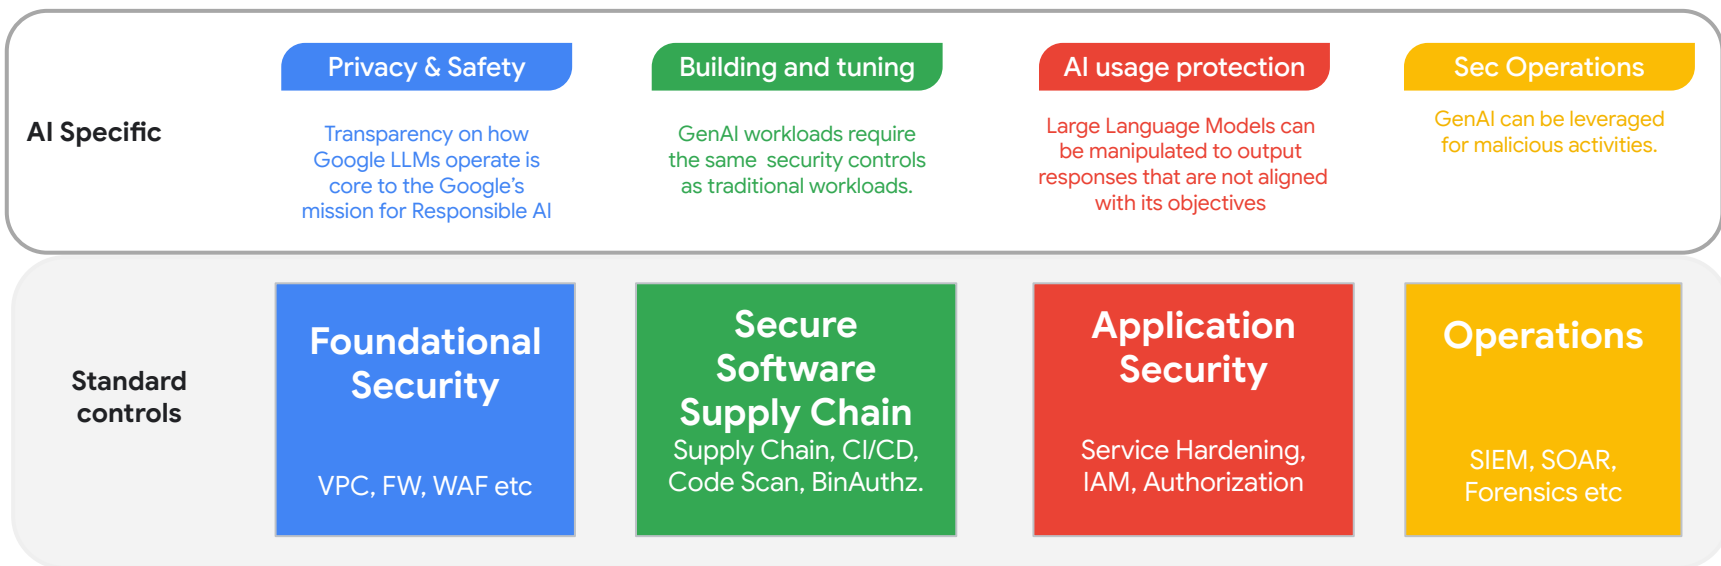 AI Specific
Privacy & Safety
Transparency on how
Google LLMs operate is
core to the Google's
mission for Responsible AI
Building and tuning
GenAI workloads require
the same security controls
as traditional workloads.
AI usage protection
Large Language Models can
be manipulated to output
responses that are not aligned
with its objectives
Sec Operations
GenAI can be leveraged
for malicious activities.
Standard
controls
Foundational
Security
VPC, FW, WAF etc
Secure
Software
Supply Chain
Supply Chain, CI/CD,
Code Scan, BinAuthz.
Application
Security
Service Hardening,
IAM, Authorization
Operations
SIEM, SOAR,
Forensics etc